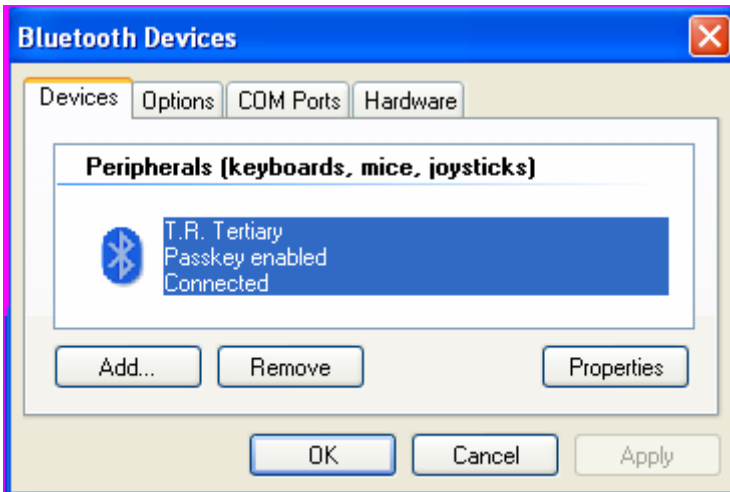 Bluetooth Devices
Devices Options COM Ports Hardware
Peripherals (keyboards, mice, joysticks)
T.R. Tertiary
Passkey enabled
Connected
Add... Remove Properties
OK Cancel Apply